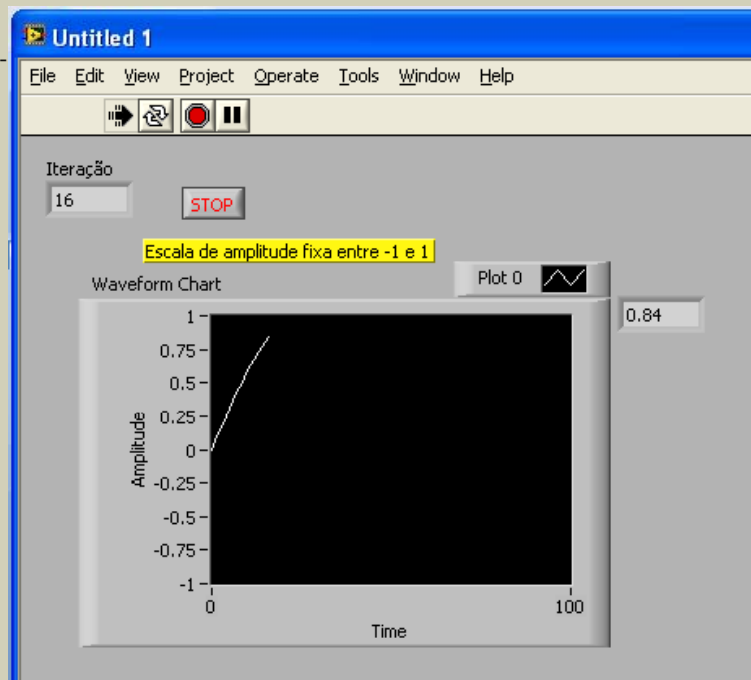 Untitled 1
File Edit View Project Operate Tools Window Help
Iteração
16
STOP
Escala de amplitude fixa entre -1 e 1
Waveform Chart
Plot 0
0.84
1
0.75
0.5
0.25
0
-0.25
-0.5
-0.75
-1
Amplitude
0 100
Time